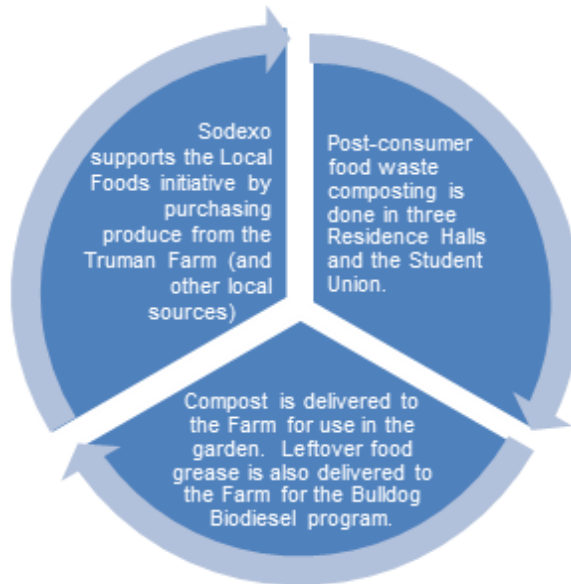 Sodexo
supports the Local
Foods initiative by
purchasing
produce from the
Truman Farm (and
other local
sources)
Post-consumer
food waste
composting is
done in three
Residence Halls
and the Student
Union.
Compost is delivered to
the Farm for use in the
garden. Leftover food
grease is also delivered to
the Farm for the Bulldog
Biodiesel program.